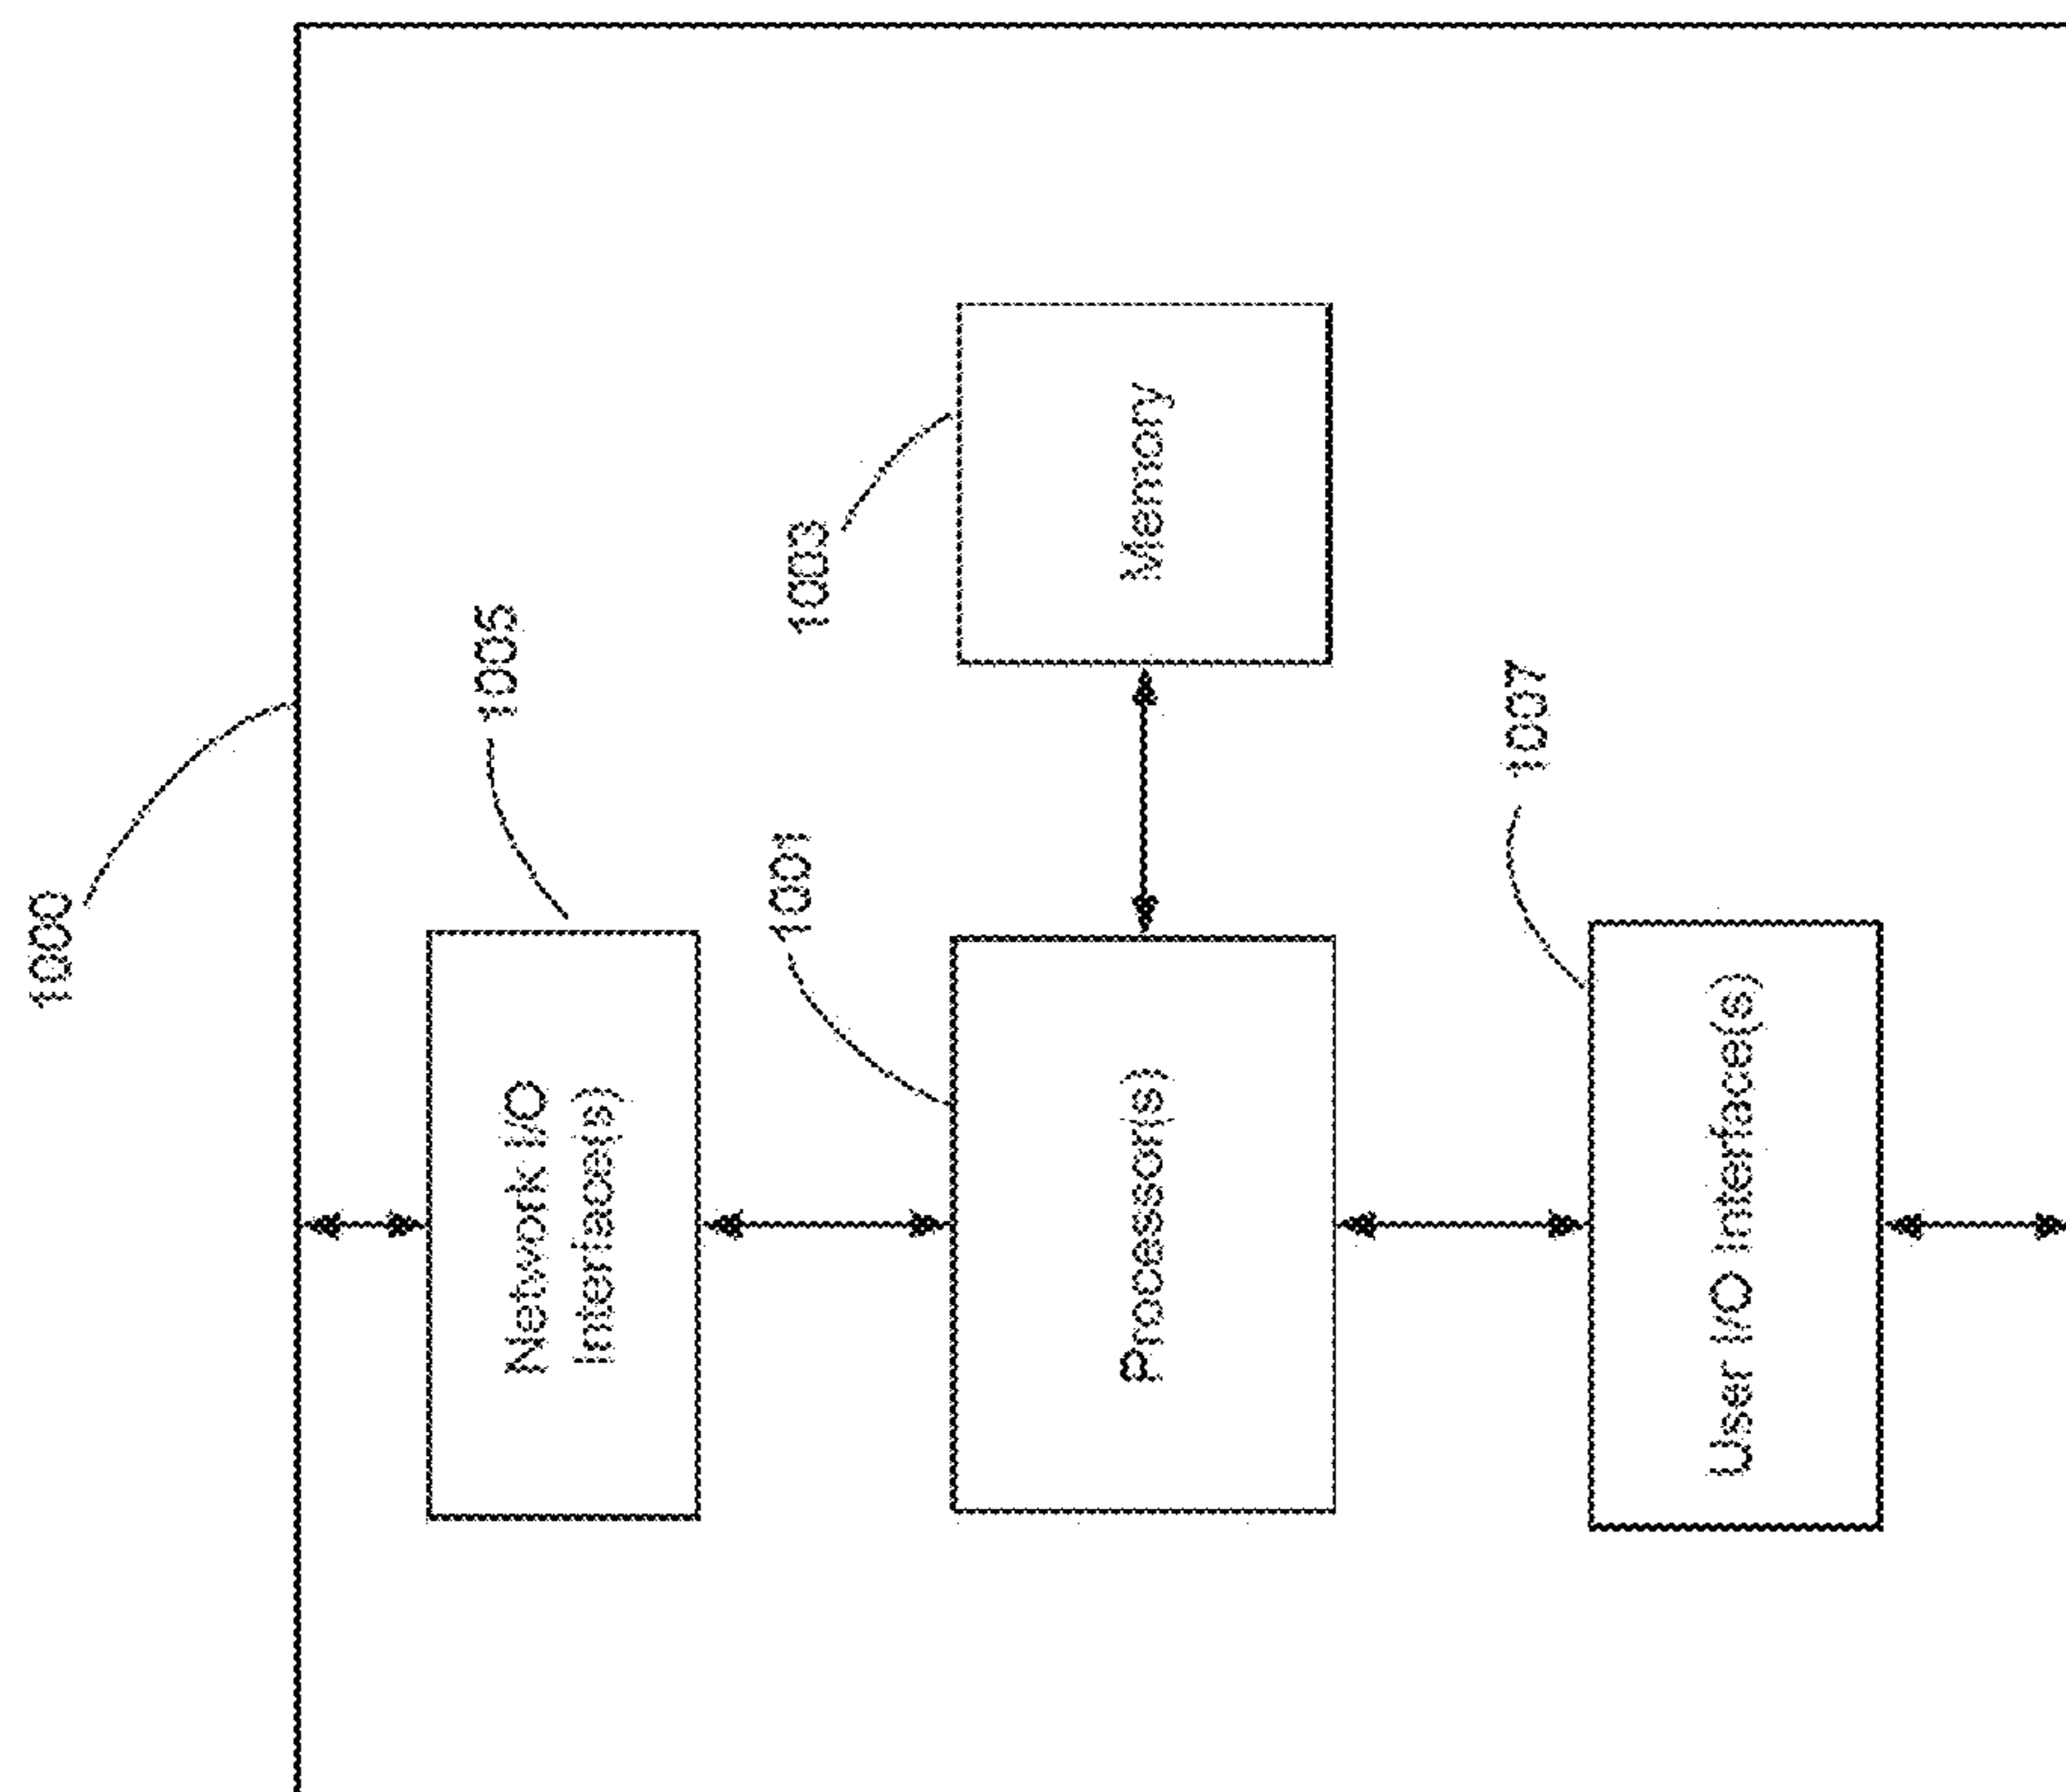 1000
1005
Network I/O
Interface(s)
1001
1003
Processor(s)
Memory
1007
User I/O Interface(s)